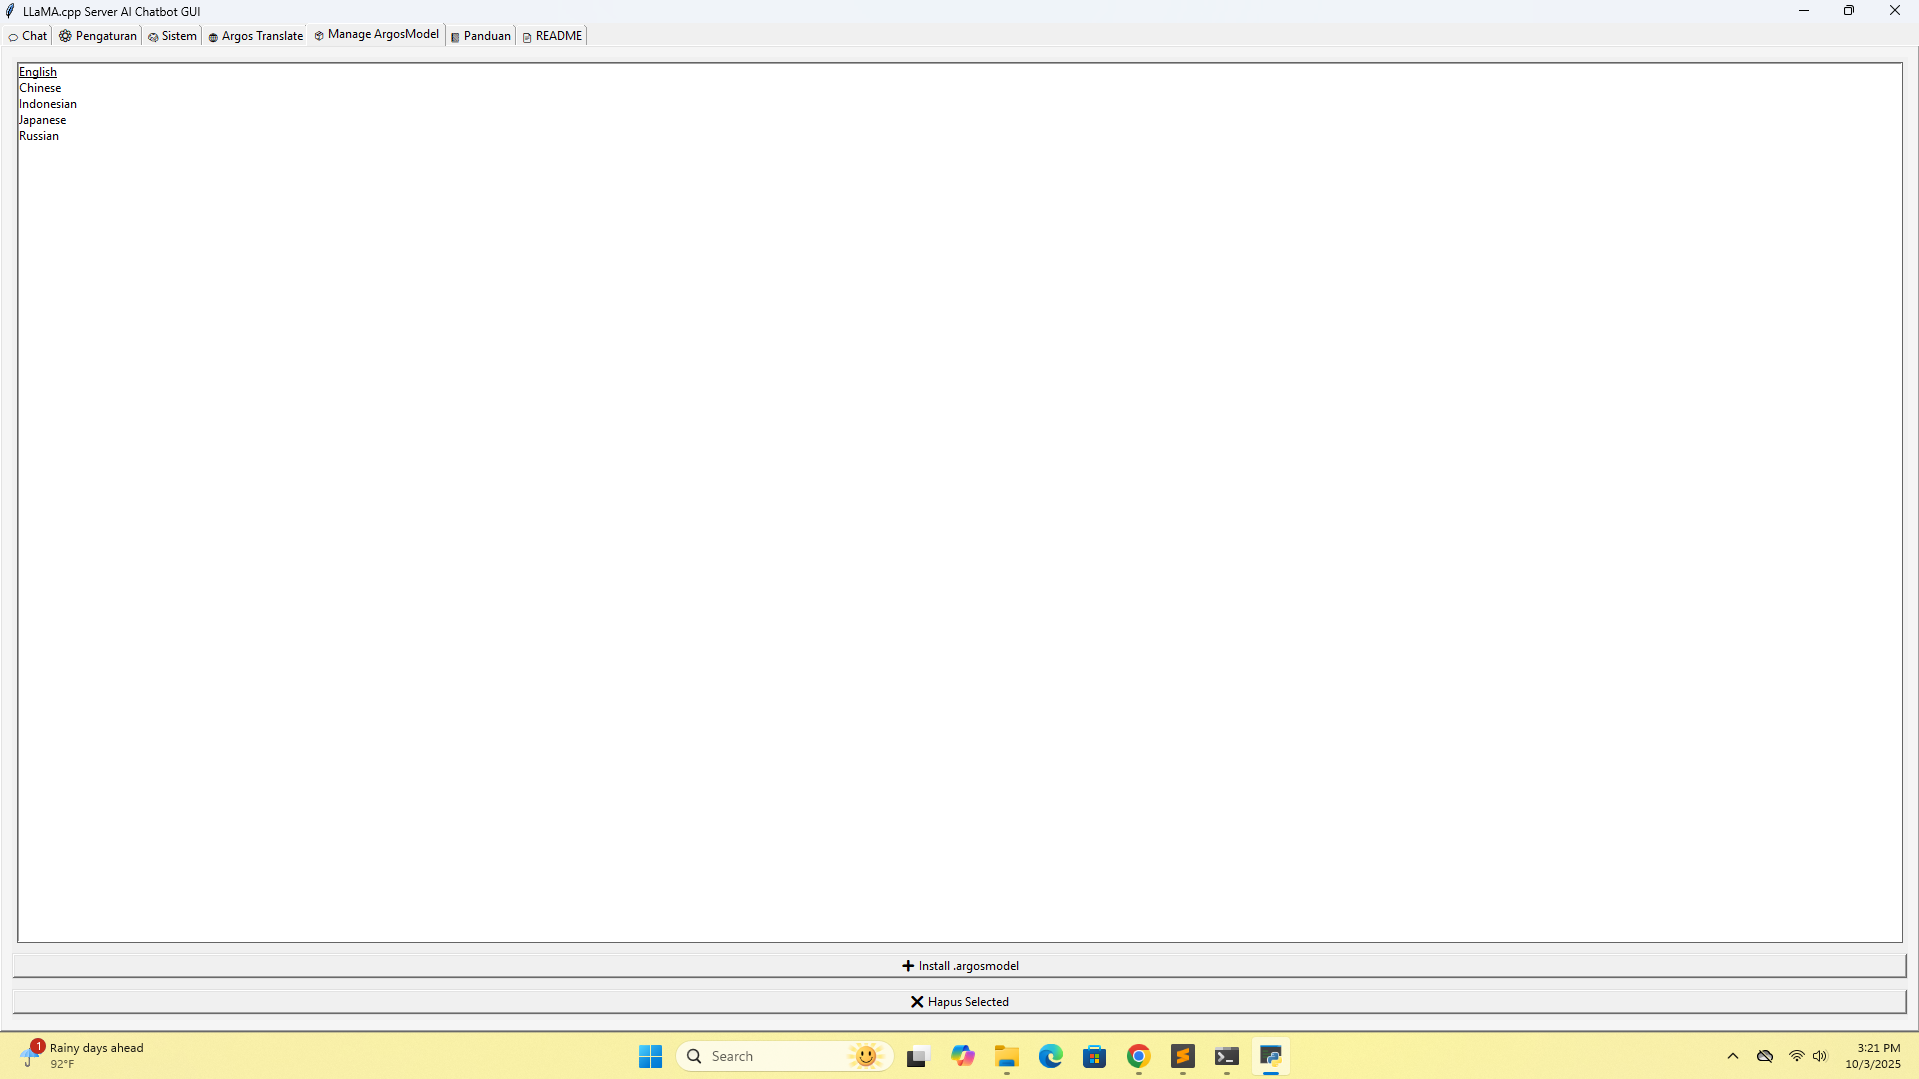 LLaMA.cpp Server AI Chatbot GUI
Chat Pengaturan Sistem Argos Translate Manage ArgosModel Panduan README
English
Chinese
Indonesian
Japanese
Russian
Install .argosmodel
Hapus Selected
1
Rainy days ahead
92°F
Search
3:21 PM
10/3/2025